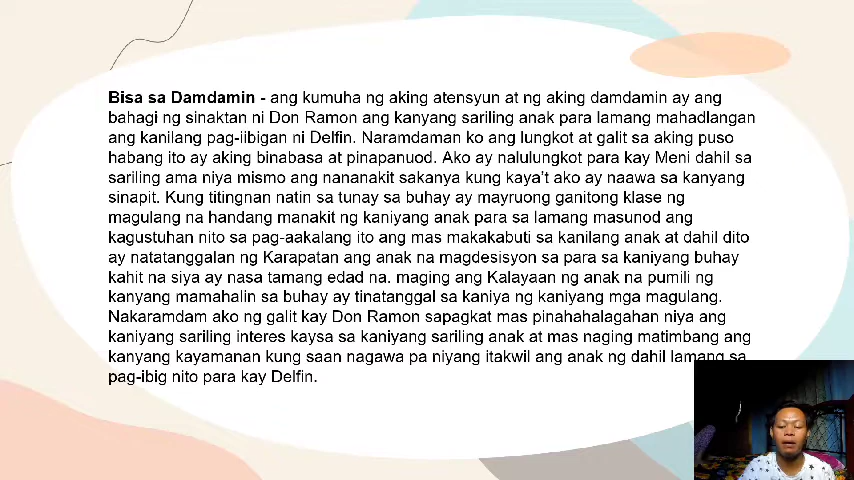 Bisa sa Damdamin - ang kumuha ng aking atensyun at ng aking damdamin ay ang
bahagi ng sinaktan ni Don Ramon ang kanyang sariling anak para lamang mahadlangan
ang kanilang pag-iibigan ni Delfin. Naramdaman ko ang lungkot at galit sa aking puso
habang ito ay aking binabasa at pinapanuod. Ako ay nalulungkot para kay Meni dahil sa
sariling ama niya mismo ang nananakit sakanya kung kaya't ako ay naawa sa kanyang
sinapit. Kung titingnan natin sa tunay sa buhay ay mayruong ganitong klase ng
magulang na handang manakit ng kaniyang anak para sa lamang masunod ang
kagustuhan nito sa pag-aakalang ito ang mas makakabuti sa kanilang anak at dahil dito
ay natatanggalan ng Karapatan ang anak na magdesisyon sa para sa kaniyang buhay
kahit na siya ay nasa tamang edad na. maging ang Kalayaan ng anak na pumili ng
kanyang mamahalin sa buhay ay tinatanggal sa kaniya ng kaniyang mga magulang.
Nakaramdam ako ng galit kay Don Ramon sapagkat mas pinahahalagahan niya ang
kaniyang sariling interes kaysa sa kaniyang sariling anak at mas naging matimbang ang
kanyang kayamanan kung saan nagawa pa niyang itakwil ang anak ng dahil lamang sa
pag-ibig nito para kay Delfin.